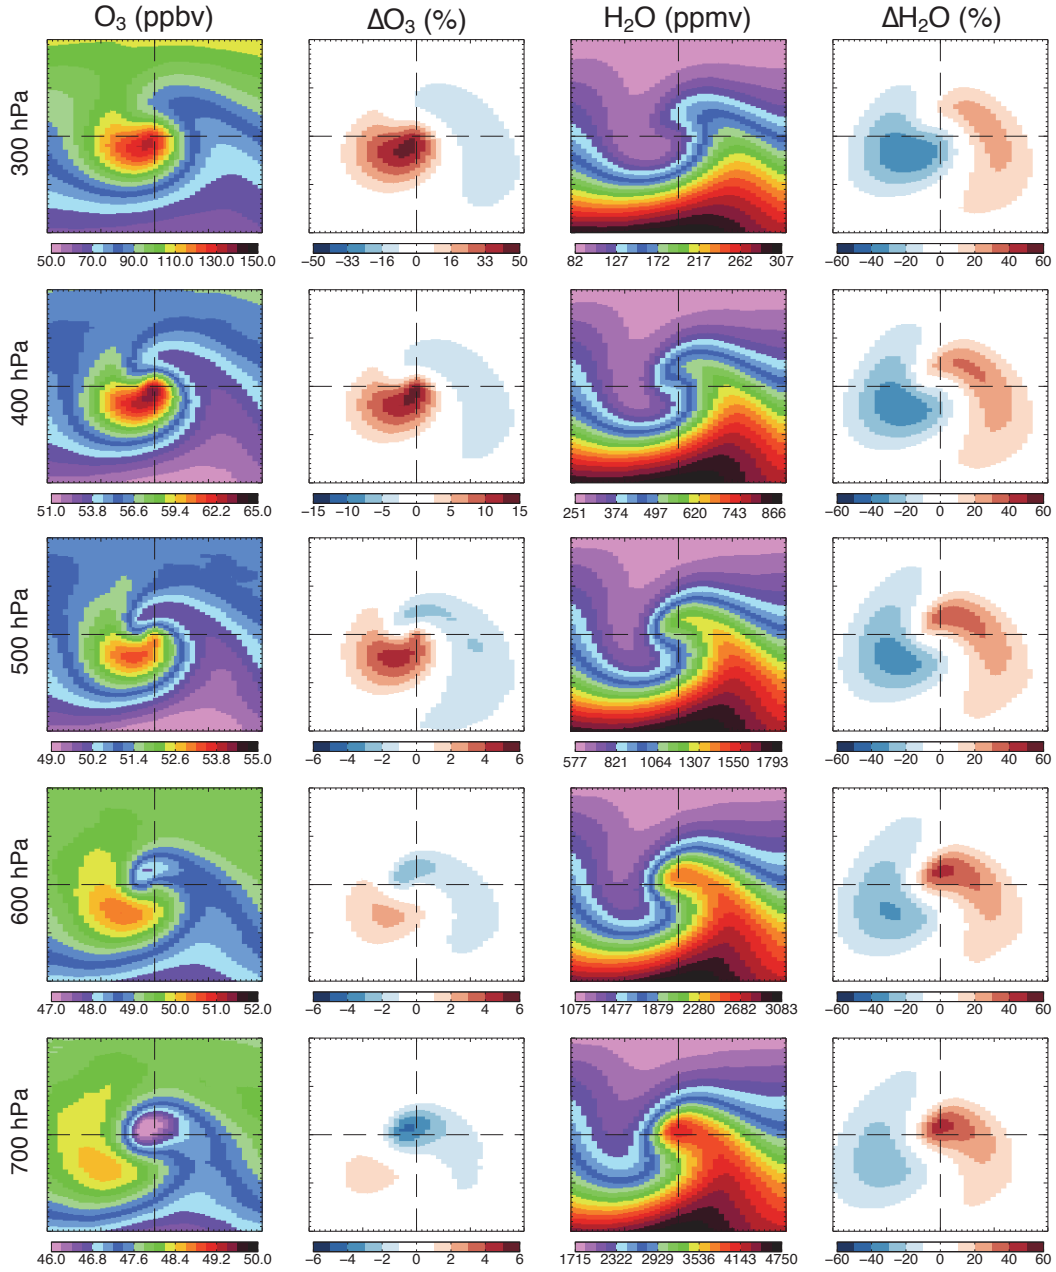 O₃ (ppbv) ΔO₃ (%) H₂O (ppmv) ΔH₂O (%)
300 hPa
50.0 70.0 90.0 110.0 130.0 150.0 −50 −33 −16 0 16 33 50 82 127 172 217 262 307 −60 −40 −20 0 20 40 60
400 hPa
51.0 53.8 56.6 59.4 62.2 65.0 −15 −10 −5 0 5 10 15 251 374 497 620 743 866 −60 −40 −20 0 20 40 60
500 hPa
49.0 50.2 51.4 52.6 53.8 55.0 −6 −4 −2 0 2 4 6 577 821 1064 1307 1550 1793 −60 −40 −20 0 20 40 60
600 hPa
47.0 48.0 49.0 50.0 51.0 52.0 −6 −4 −2 0 2 4 6 1075 1477 1879 2280 2682 3083 −60 −40 −20 0 20 40 60
700 hPa
46.0 46.8 47.6 48.4 49.2 50.0 −6 −4 −2 0 2 4 6 1715 2322 2929 3536 4143 4750 −60 −40 −20 0 20 40 60